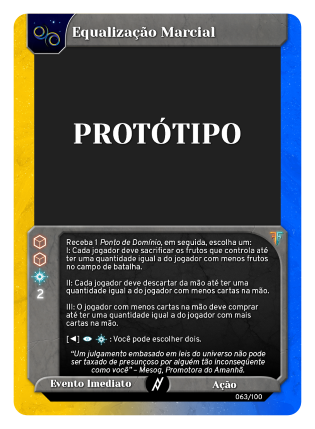 Equalização Marcial
PROTÓTIPO
Receba 1 Ponto de Domínio, em seguida, escolha um:
I: Cada jogador deve sacrificar os frutos que controla até
ter uma quantidade igual a do jogador com menos frutos
no campo de batalha.
II: Cada jogador deve descartar da mão até ter uma
quantidade igual a do jogador com menos cartas na mão.
III: O jogador com menos cartas na mão deve comprar
até ter uma quantidade igual a do jogador com mais
cartas na mão.
2
[◄] : Você pode escolher dois.
“Um julgamento embasado em leis do universo não pode
ser taxado de presunçoso por alguém tão inconseqüente
como você” – Mesog, Promotora do Amanhã.
Evento Imediato
Ação
063/100